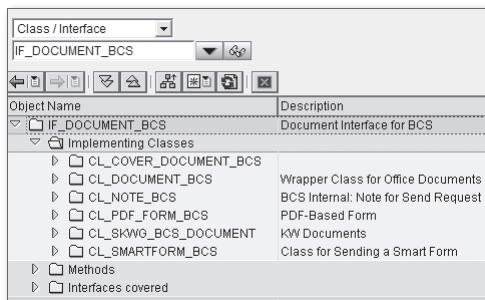 Class / Interface
IF_DOCUMENT_BCS
Object Name Description
IF_DOCUMENT_BCS Document Interface for BCS
Implementing Classes
CL_COVER_DOCUMENT_BCS
CL_DOCUMENT_BCS Wrapper Class for Office Documents
CL_NOTE_BCS BCS Internal: Note for Send Request
CL_PDF_FORM_BCS PDF-Based Form
CL_SKWG_BCS_DOCUMENT KW Documents
CL_SMARTFORM_BCS Class for Sending a Smart Form
Methods
Interfaces covered